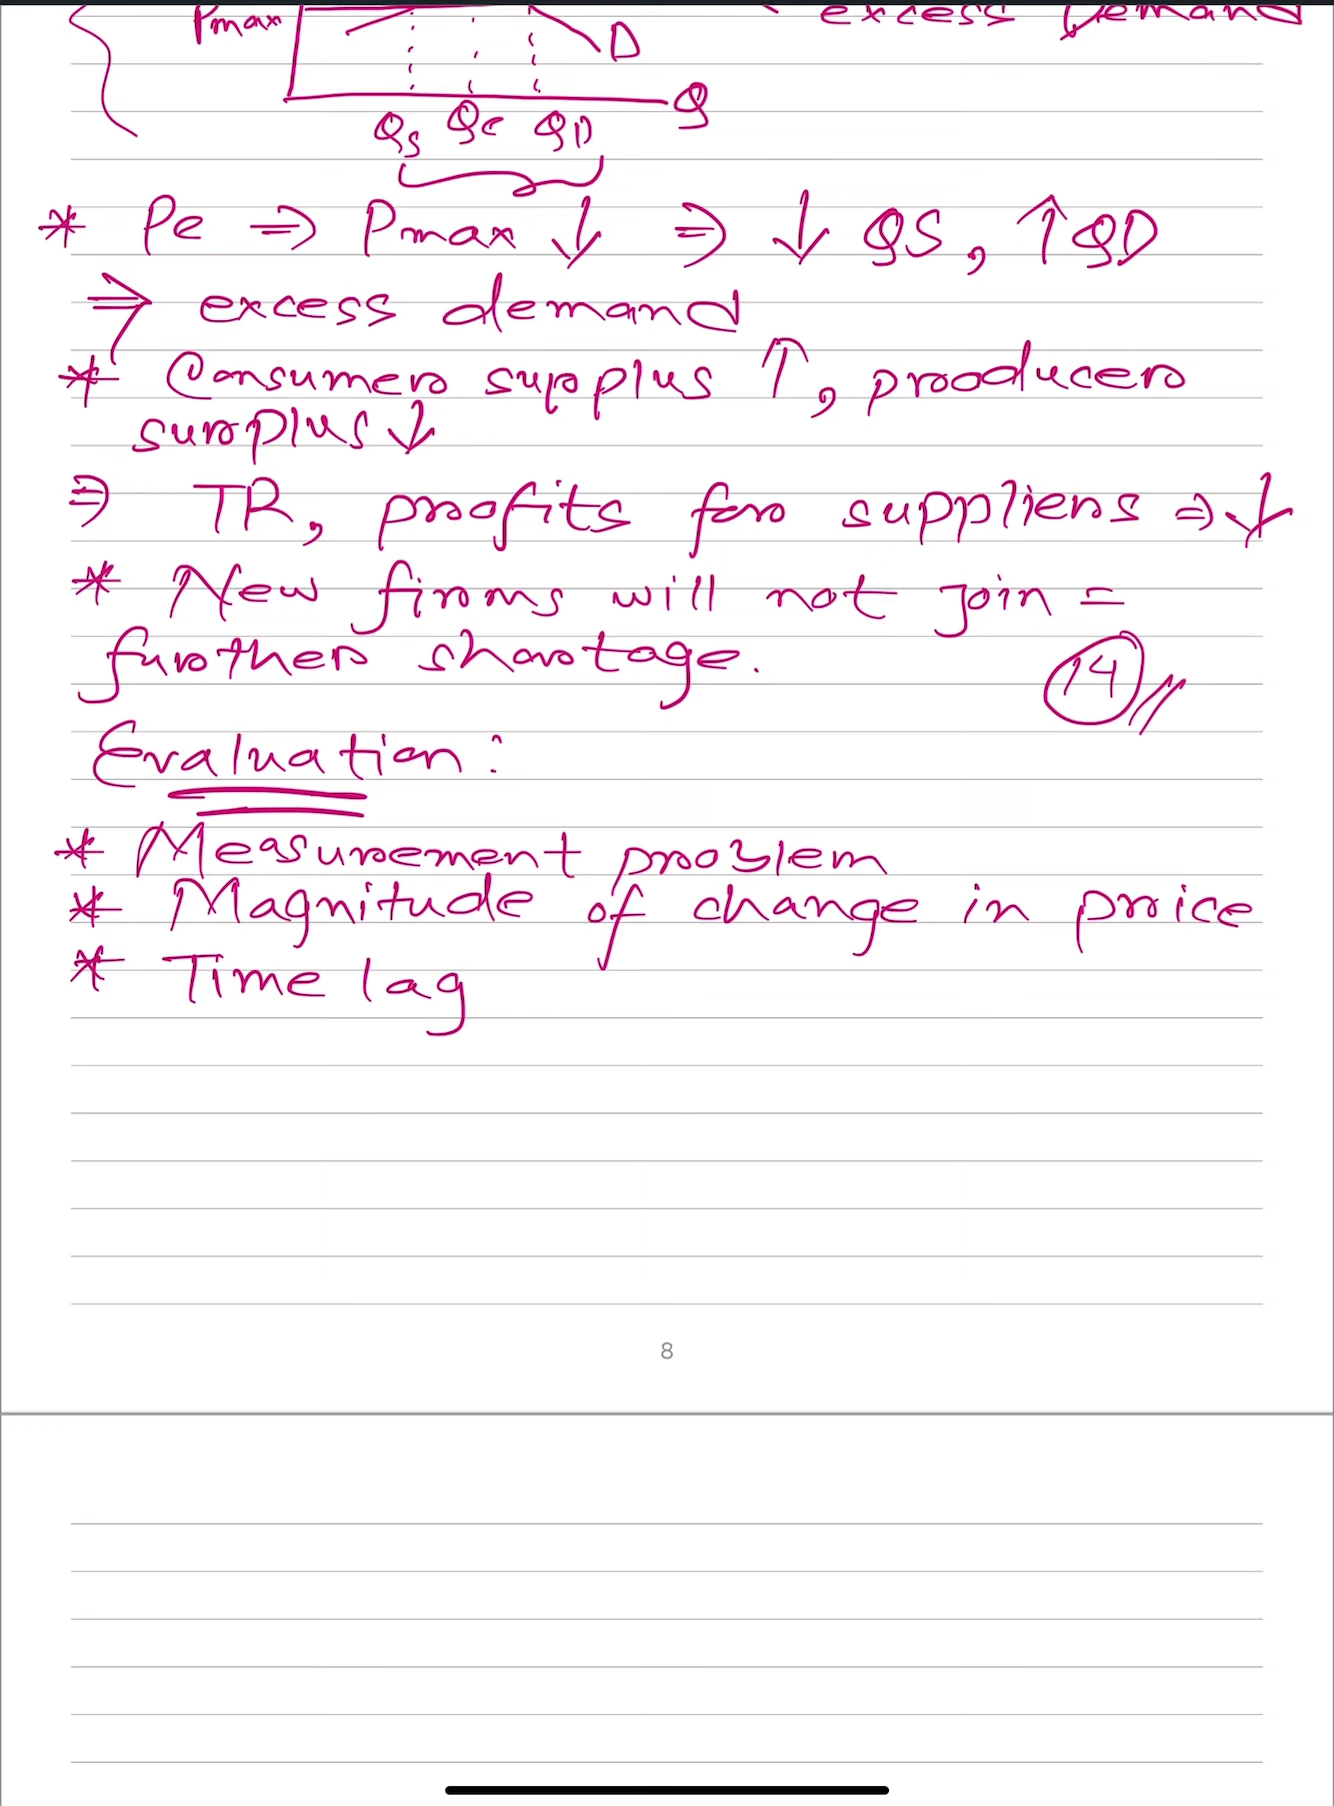 Pmax excess Demand
D
Q
Qs Qe QD
* Pe ⇒ Pmax ↓ ⇒ ↓ QS, ↑ QD
⇒ excess demand
* Consumer supplus ↑, producer
surplus ↓
⇒ TR, profits for suppliers ⇒ ↓
* New firms will not join =
further shortage.
14 //
Evaluation:
* Measurement problem
* Magnitude of change in price
* Time lag
8